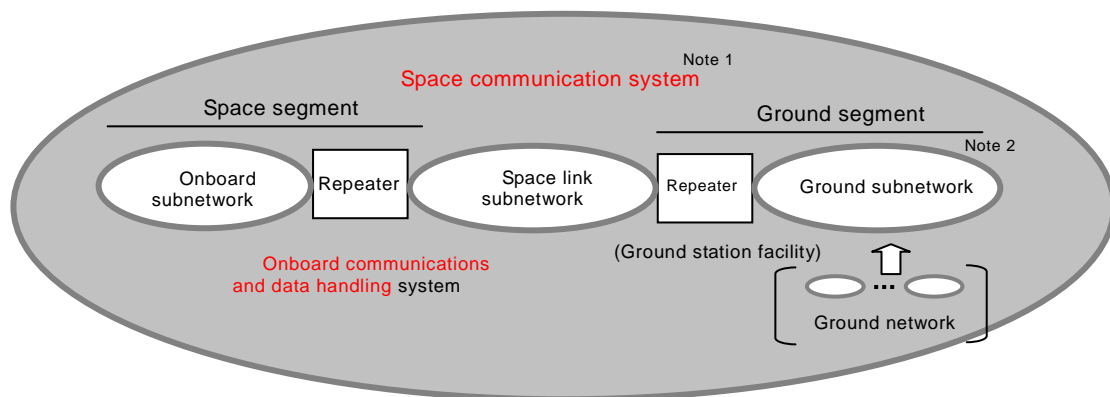 Note 1
Space communication system
Space segment
Ground segment
Note 2
Onboard
subnetwork
Repeater
Space link
subnetwork
Repeater
Ground subnetwork
(Ground station facility)
Onboard communications
and data handling system
...
Ground network